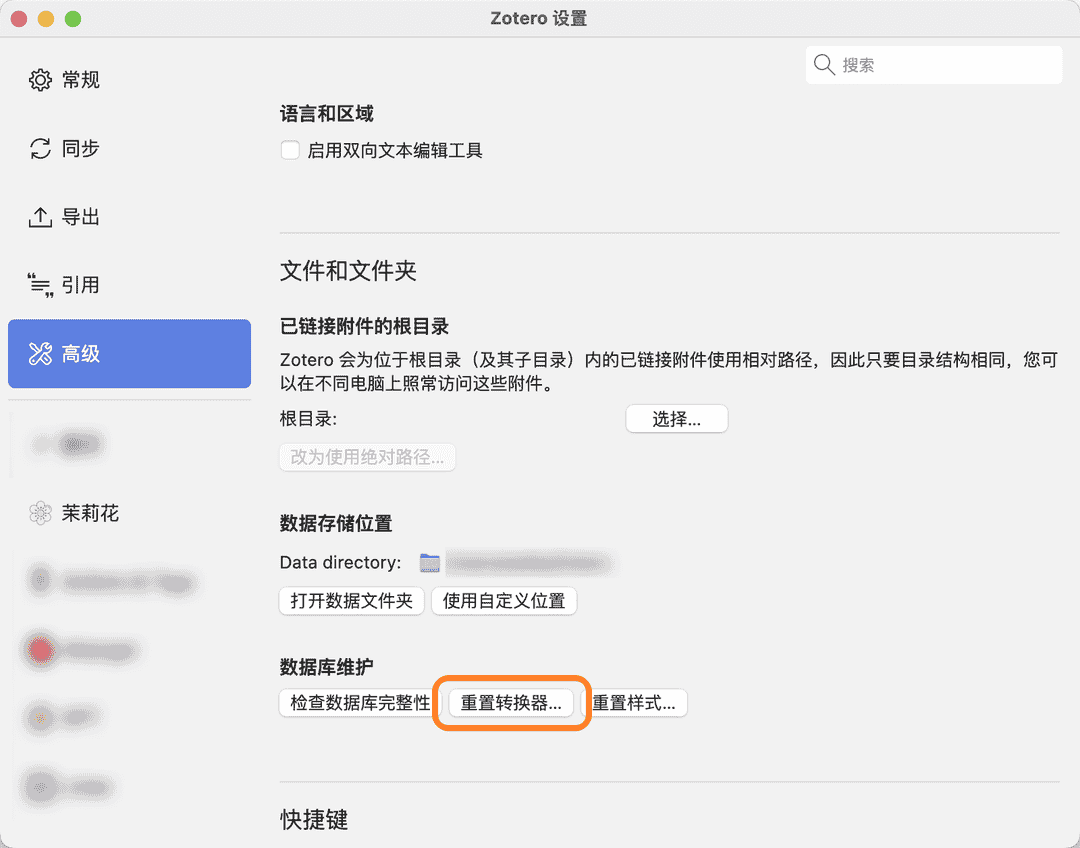 Zotero 设置
常规
同步
导出
引用
高级
茉莉花
搜索
语言和区域
启用双向文本编辑工具
文件和文件夹
已链接附件的根目录
Zotero 会为位于根目录（及其子目录）内的已链接附件使用相对路径，因此只要目录结构相同，您可
以在不同电脑上照常访问这些附件。
根目录:
选择...
改为使用绝对路径...
数据存储位置
Data directory:
打开数据文件夹
使用自定义位置
数据库维护
检查数据库完整性
重置转换器...
重置样式...
快捷键